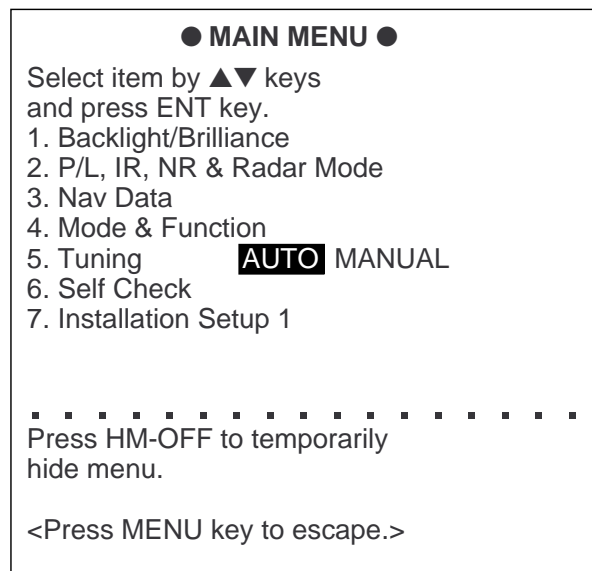 ● MAIN MENU ●
Select item by ▲▼ keys
and press ENT key.
1. Backlight/Brilliance
2. P/L, IR, NR & Radar Mode
3. Nav Data
4. Mode & Function
5. Tuning AUTO MANUAL
6. Self Check
7. Installation Setup 1
Press HM-OFF to temporarily
hide menu.
<Press MENU key to escape.>